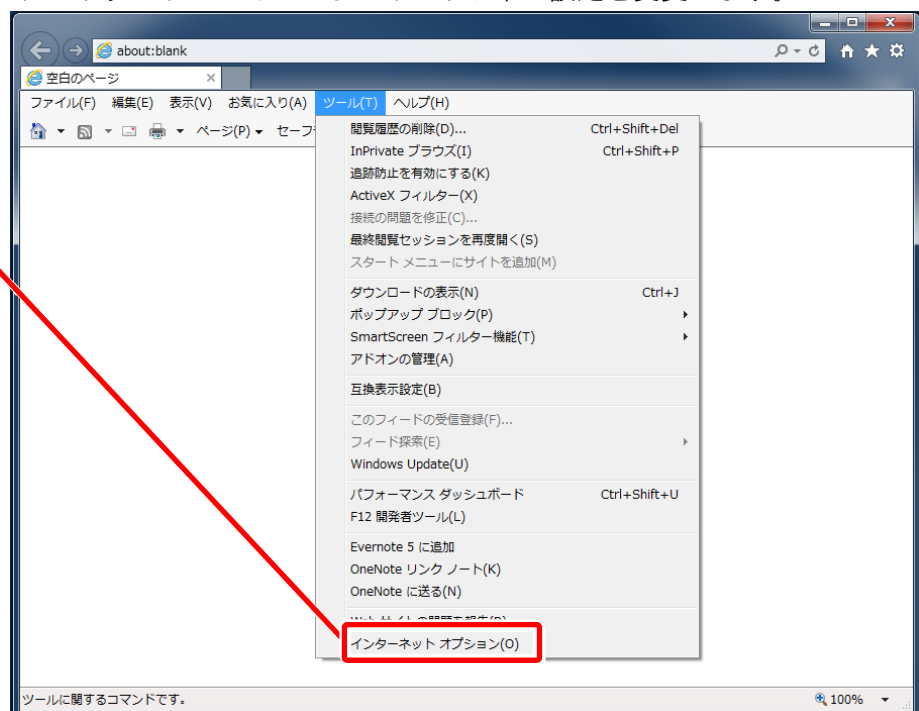 about:blank
空白のページ
ファイル(F) 編集(E) 表示(V) お気に入り(A) ツール(T) ヘルプ(H)
ページ(P)
閲覧履歴の削除(D)... Ctrl+Shift+Del
InPrivate ブラウズ(I) Ctrl+Shift+P
追跡防止を有効にする(K)
ActiveX フィルター(X)
接続の問題を修正(C)...
最終閲覧セッションを再度開く(S)
スタート メニューにサイトを追加(M)
ダウンロードの表示(N) Ctrl+J
ポップアップ ブロック(P)
SmartScreen フィルター機能(T)
アドオンの管理(A)
互換表示設定(B)
このフィードの受信登録(F)...
フィード探索(E)
Windows Update(U)
パフォーマンス ダッシュボード Ctrl+Shift+U
F12 開発者ツール(L)
Evernote 5 に追加
OneNote リンク ノート(K)
OneNote に送る(N)
インターネット オプション(O)
ツールに関するコマンドです。 100%